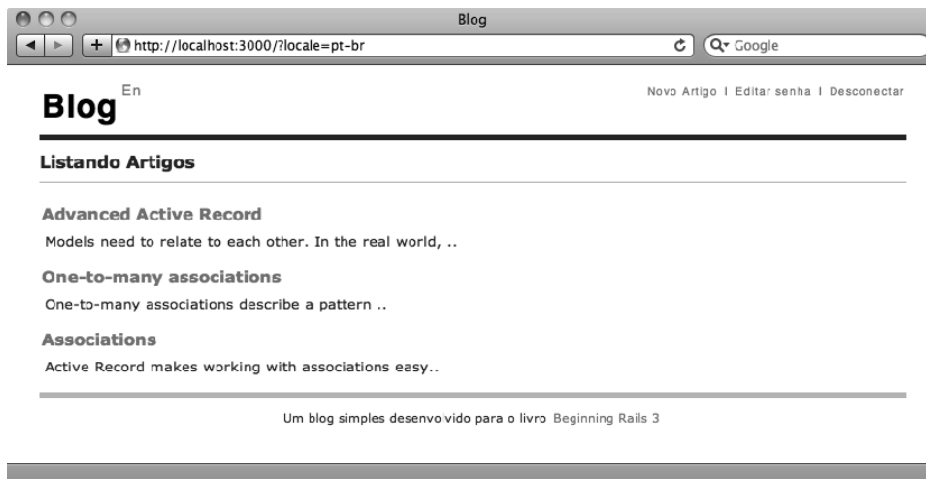 Blog
http://localhost:3000/?locale=pt-br
Google
Blog En
Novo Artigo | Editar senha | Desconectar
Listando Artigos
Advanced Active Record
Models need to relate to each other. In the real world, ..
One-to-many associations
One-to-many associations describe a pattern ..
Associations
Active Record makes working with associations easy..
Um blog simples desenvolvido para o livro Beginning Rails 3